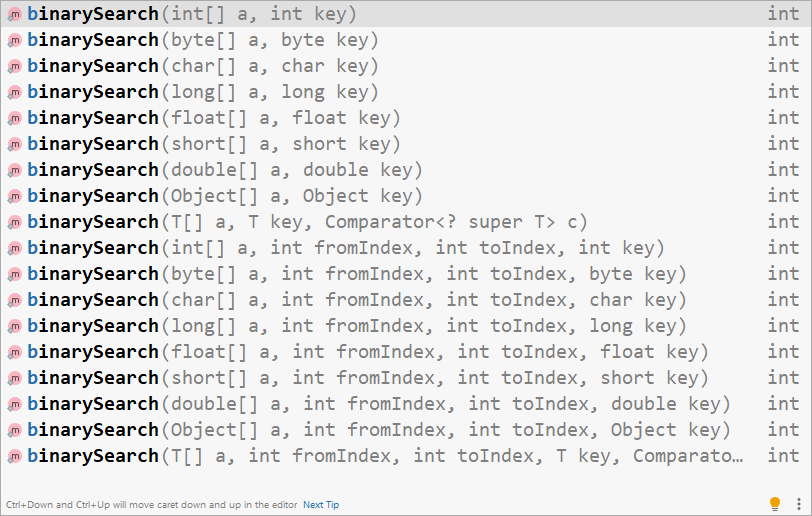 binarySearch(int[] a, int key) int
binarySearch(byte[] a, byte key) int
binarySearch(char[] a, char key) int
binarySearch(long[] a, long key) int
binarySearch(float[] a, float key) int
binarySearch(short[] a, short key) int
binarySearch(double[] a, double key) int
binarySearch(Object[] a, Object key) int
binarySearch(T[] a, T key, Comparator<? super T> c) int
binarySearch(int[] a, int fromIndex, int toIndex, int key) int
binarySearch(byte[] a, int fromIndex, int toIndex, byte key) int
binarySearch(char[] a, int fromIndex, int toIndex, char key) int
binarySearch(long[] a, int fromIndex, int toIndex, long key) int
binarySearch(float[] a, int fromIndex, int toIndex, float key) int
binarySearch(short[] a, int fromIndex, int toIndex, short key) int
binarySearch(double[] a, int fromIndex, int toIndex, double key) int
binarySearch(Object[] a, int fromIndex, int toIndex, Object key) int
binarySearch(T[] a, int fromIndex, int toIndex, T key, Comparato… int
Ctrl+Down and Ctrl+Up will move caret down and up in the editor Next Tip